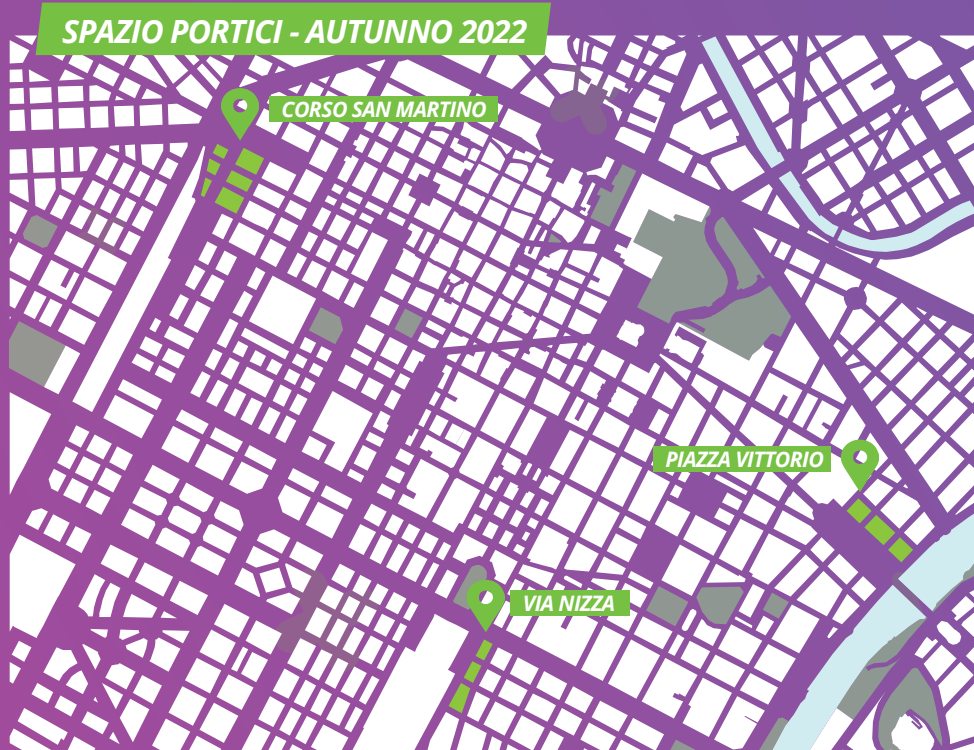 SPAZIO PORTICI - AUTUNNO 2022
CORSO SAN MARTINO
PIAZZA VITTORIO
VIA NIZZA